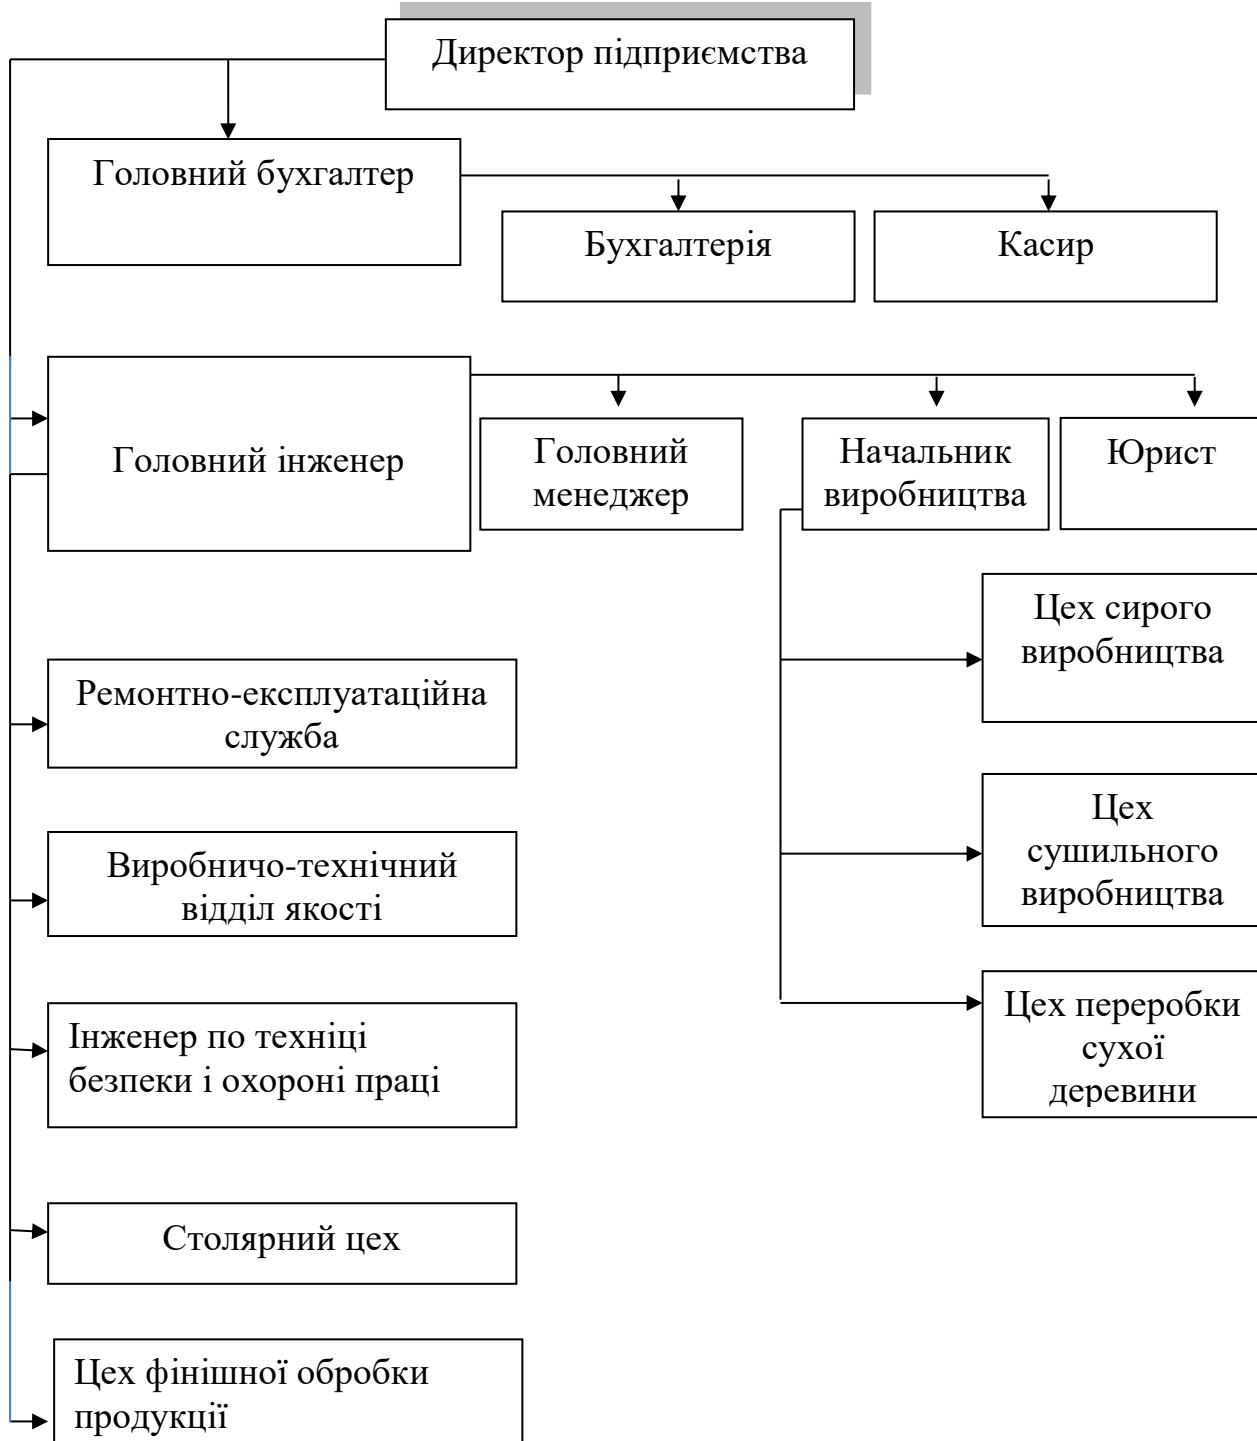 Директор підприємства
Головний бухгалтер
Бухгалтерія
Касир
Головний інженер
Головний
менеджер
Начальник
виробництва
Юрист
Цех сирого
виробництва
Ремонтно-експлуатаційна
служба
Цех
сушильного
виробництва
Виробничо-технічний
відділ якості
Цех переробки
сухої
деревини
Інженер по техніці
безпеки і охороні праці
Столярний цех
Цех фінішної обробки
продукції